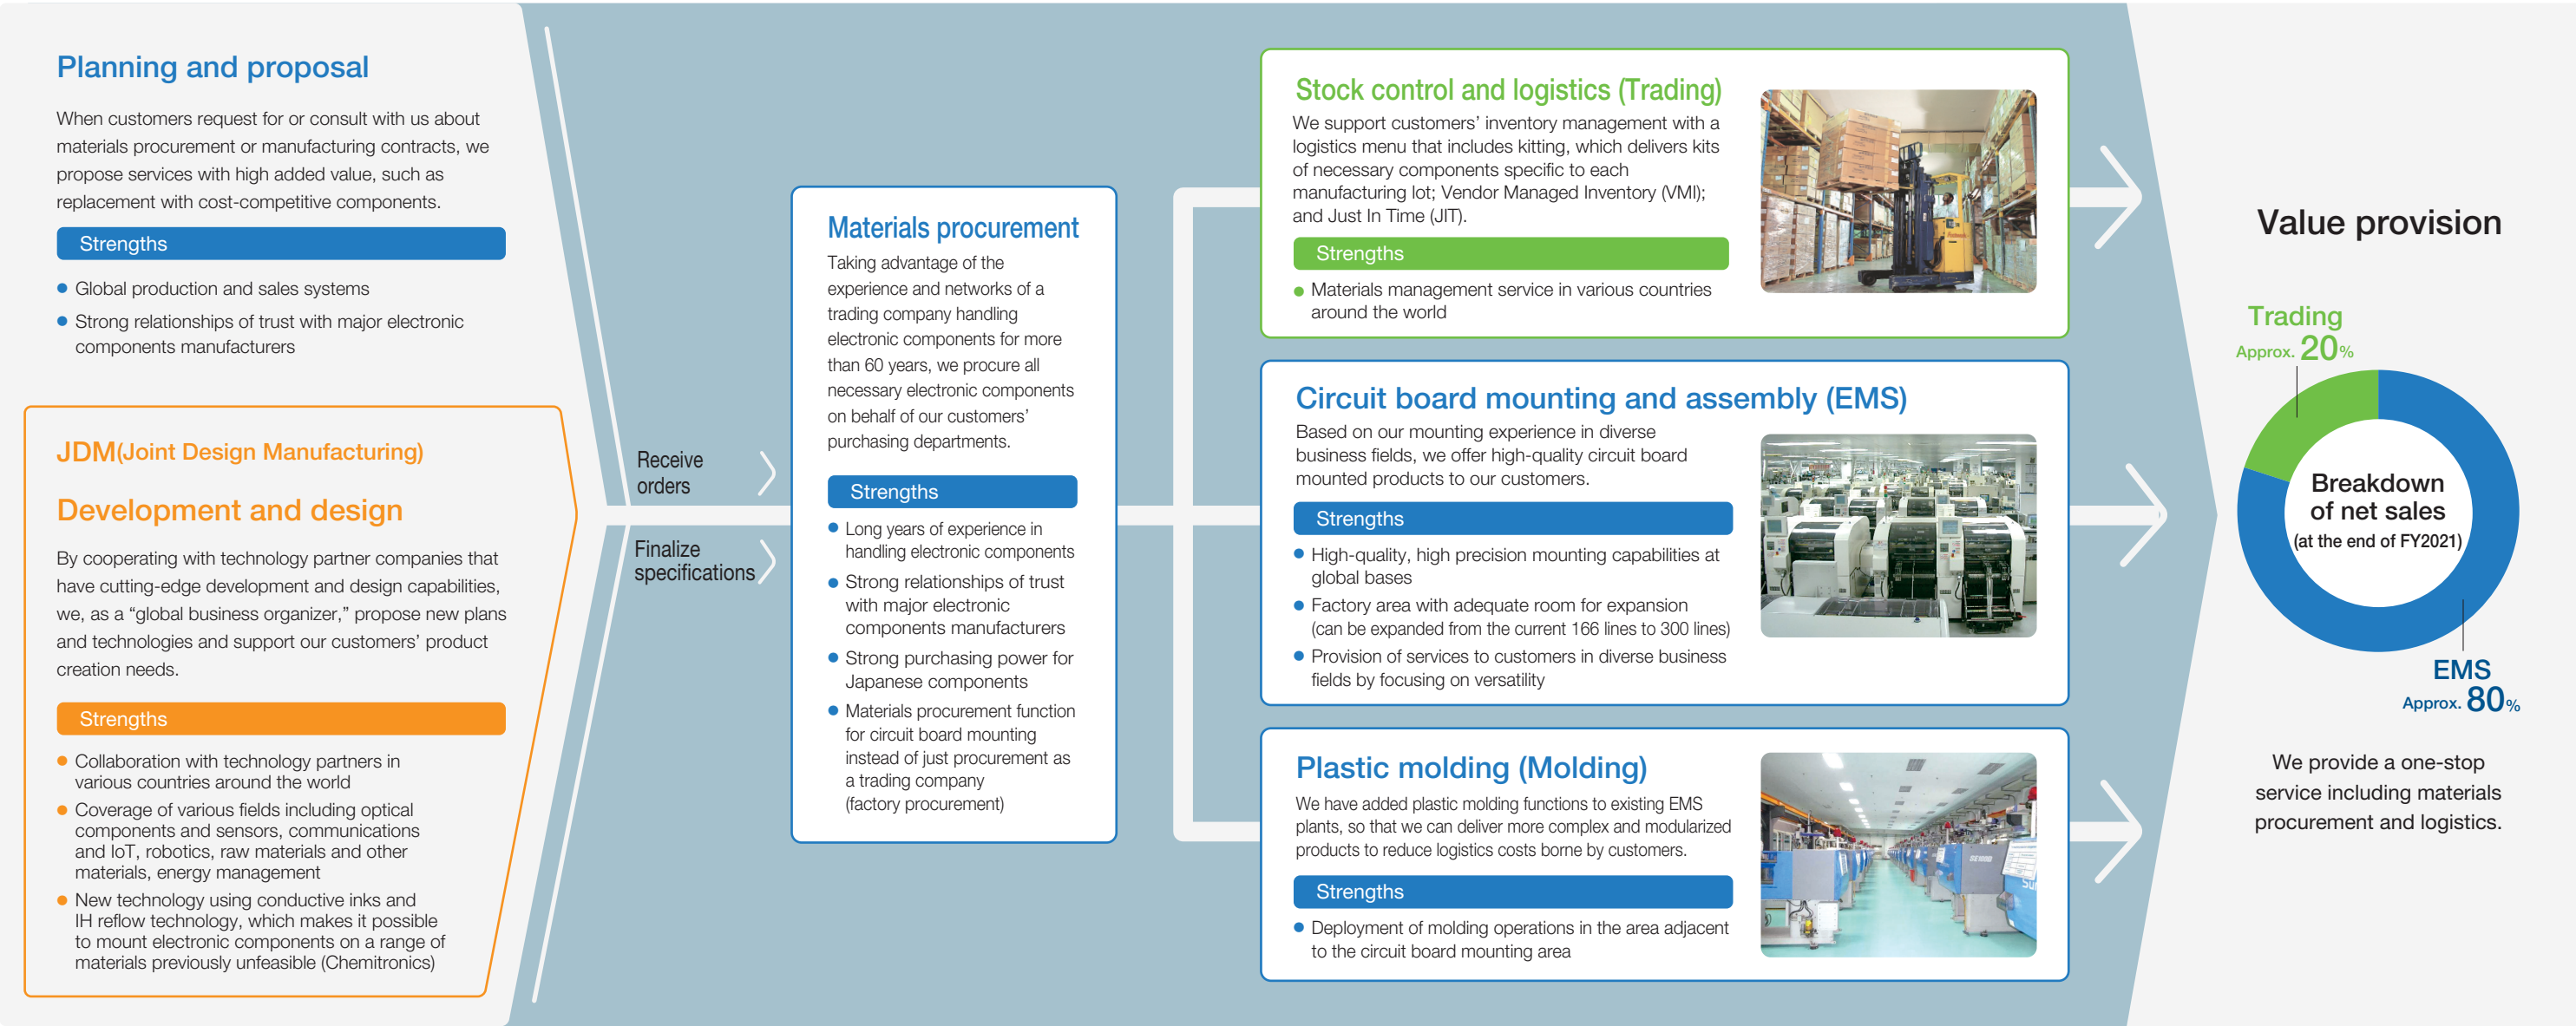 Planning and proposal
When customers request for or consult with us about
materials procurement or manufacturing contracts, we
propose services with high added value, such as
replacement with cost-competitive components.
Strengths
● Global production and sales systems
● Strong relationships of trust with major electronic
components manufacturers
JDM(Joint Design Manufacturing)
Development and design
By cooperating with technology partner companies that
have cutting-edge development and design capabilities,
we, as a “global business organizer,” propose new plans
and technologies and support our customers’ product
creation needs.
Strengths
● Collaboration with technology partners in
various countries around the world
● Coverage of various fields including optical
components and sensors, communications
and IoT, robotics, raw materials and other
materials, energy management
● New technology using conductive inks and
IH reflow technology, which makes it possible
to mount electronic components on a range of
materials previously unfeasible (Chemitronics)
Receive
orders
Finalize
specifications
Materials procurement
Taking advantage of the
experience and networks of a
trading company handling
electronic components for more
than 60 years, we procure all
necessary electronic components
on behalf of our customers’
purchasing departments.
Strengths
● Long years of experience in
handling electronic components
● Strong relationships of trust
with major electronic
components manufacturers
● Strong purchasing power for
Japanese components
● Materials procurement function
for circuit board mounting
instead of just procurement as
a trading company
(factory procurement)
Stock control and logistics (Trading)
We support customers’ inventory management with a
logistics menu that includes kitting, which delivers kits
of necessary components specific to each
manufacturing lot; Vendor Managed Inventory (VMI);
and Just In Time (JIT).
Strengths
● Materials management service in various countries
around the world
Circuit board mounting and assembly (EMS)
Based on our mounting experience in diverse
business fields, we offer high-quality circuit board
mounted products to our customers.
Strengths
● High-quality, high precision mounting capabilities at
global bases
● Factory area with adequate room for expansion
(can be expanded from the current 166 lines to 300 lines)
● Provision of services to customers in diverse business
fields by focusing on versatility
Plastic molding (Molding)
We have added plastic molding functions to existing EMS
plants, so that we can deliver more complex and modularized
products to reduce logistics costs borne by customers.
Strengths
● Deployment of molding operations in the area adjacent
to the circuit board mounting area
Value provision
Trading
Approx. 20%
Breakdown
of net sales
(at the end of FY2021)
EMS
Approx. 80%
We provide a one-stop
service including materials
procurement and logistics.